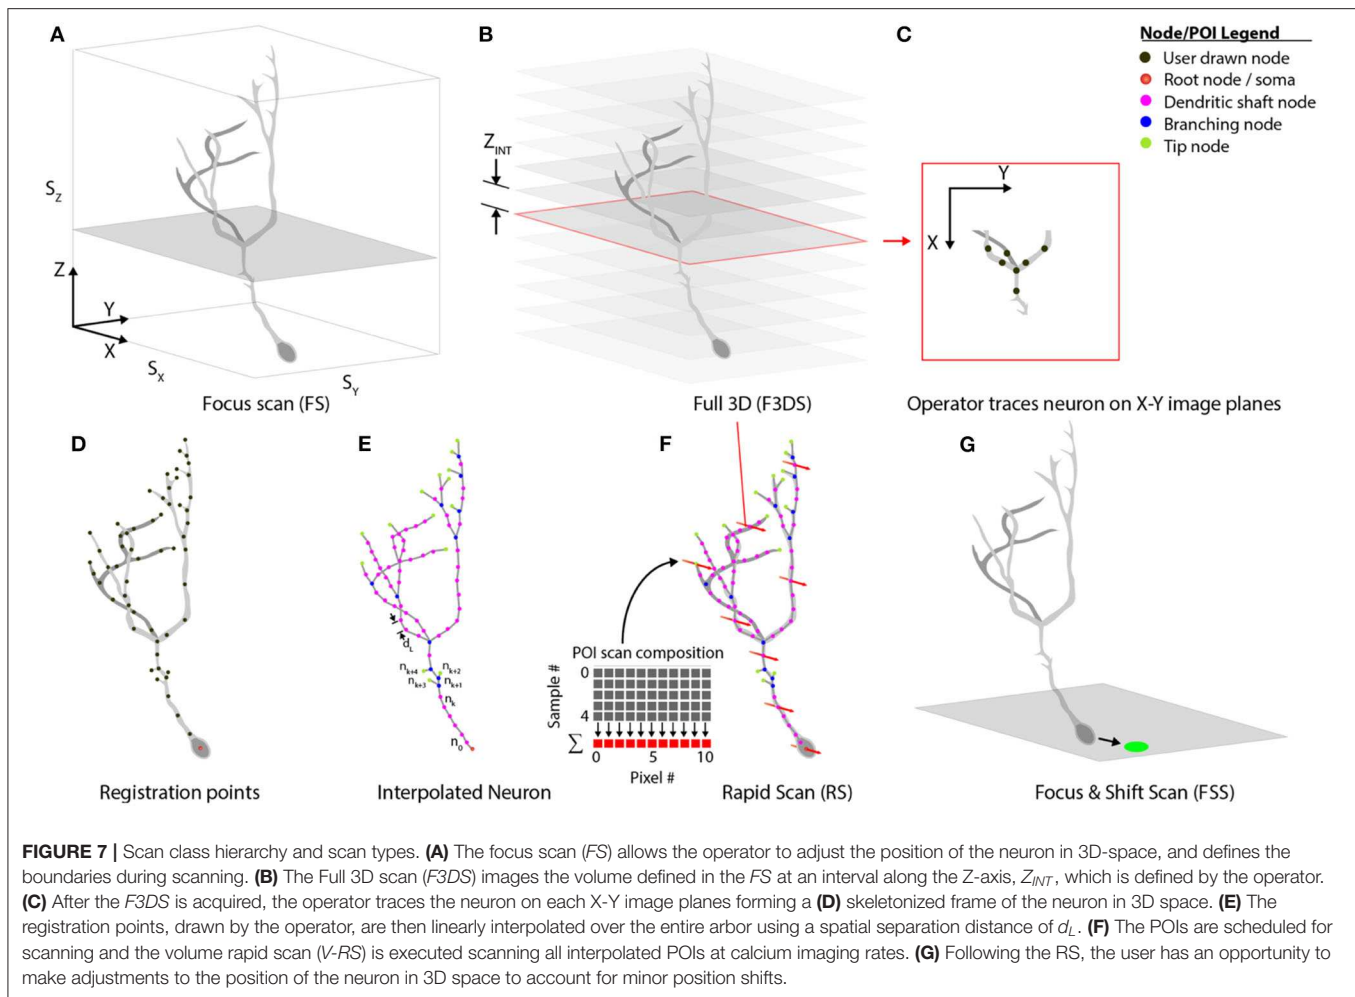 A
B
C
Node/POI Legend
User drawn node
Root node / soma
Dendritic shaft node
Branching node
Tip node
S_Z
Z_INT
Z
Y
X
S_X
S_Y
Y
X
Focus scan (FS)
Full 3D (F3DS)
Operator traces neuron on X-Y image planes
D
E
F
G
d_L
n_k+4
n_k+2
n_k+3
n_k+1
n_k
n_0
POI scan composition
Sample #
0
4
Σ
0
5
10
Pixel #
Registration points
Interpolated Neuron
Rapid Scan (RS)
Focus & Shift Scan (FSS)
FIGURE 7 | Scan class hierarchy and scan types. (A) The focus scan (FS) allows the operator to adjust the position of the neuron in 3D-space, and defines the
boundaries during scanning. (B) The Full 3D scan (F3DS) images the volume defined in the FS at an interval along the Z-axis, Z_INT, which is defined by the operator.
(C) After the F3DS is acquired, the operator traces the neuron on each X-Y image planes forming a (D) skeletonized frame of the neuron in 3D space. (E) The
registration points, drawn by the operator, are then linearly interpolated over the entire arbor using a spatial separation distance of d_L. (F) The POIs are scheduled for
scanning and the volume rapid scan (V-RS) is executed scanning all interpolated POIs at calcium imaging rates. (G) Following the RS, the user has an opportunity to
make adjustments to the position of the neuron in 3D space to account for minor position shifts.